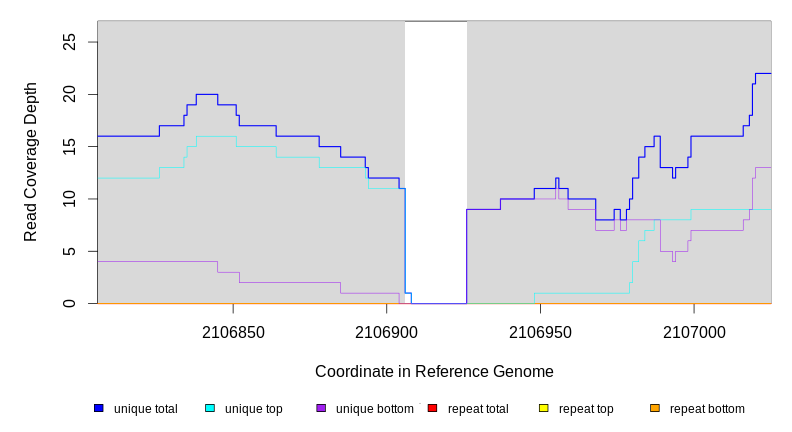 25
20
15
10
5
0
Read Coverage Depth
2106850 2106900 2106950 2107000
Coordinate in Reference Genome
unique total unique top unique bottom repeat total repeat top repeat bottom